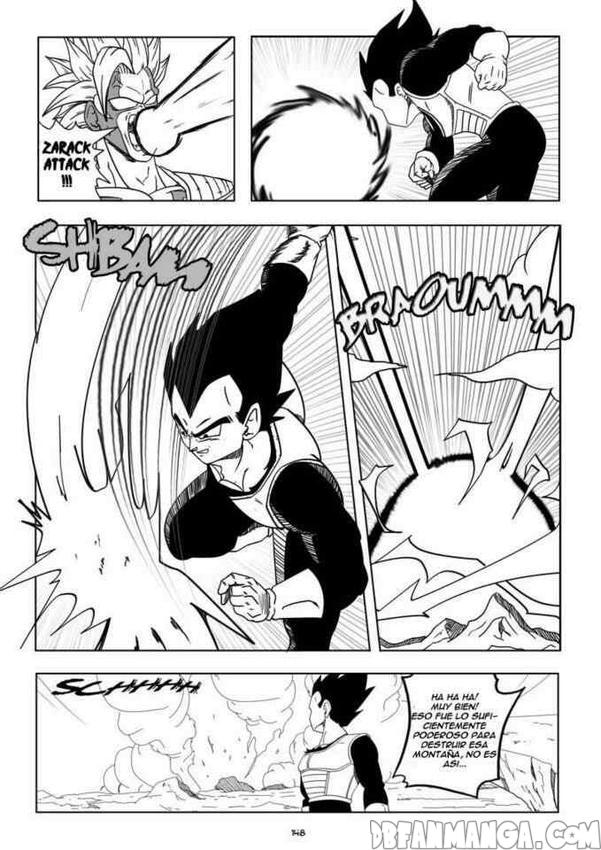 ZARACK
ATTACK
!!!
SHBAM
BRAOUMMM
SCHHHHH
HA HA HA!
MUY BIEN!
ESO FUE LO SUFI-
CIENTEMENTE
PODEROSO PARA
DESTRUIR ESA
MONTAÑA, NO ES
ASI...
148
DBFANMANGA.COM